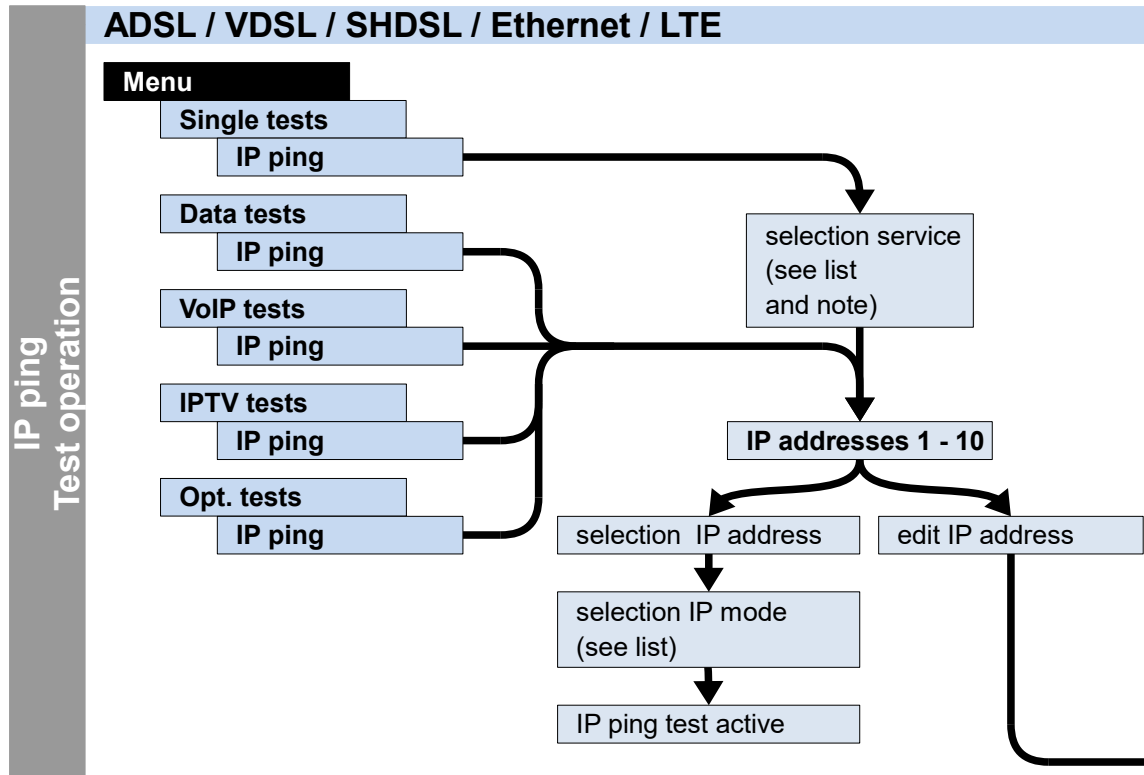 ADSL / VDSL / SHDSL / Ethernet / LTE
IP ping
Test operation
Menu
Single tests
IP ping
Data tests
IP ping
VoIP tests
IP ping
IPTV tests
IP ping
Opt. tests
IP ping
selection service
(see list
and note)
IP addresses 1 - 10
selection IP address
edit IP address
selection IP mode
(see list)
IP ping test active